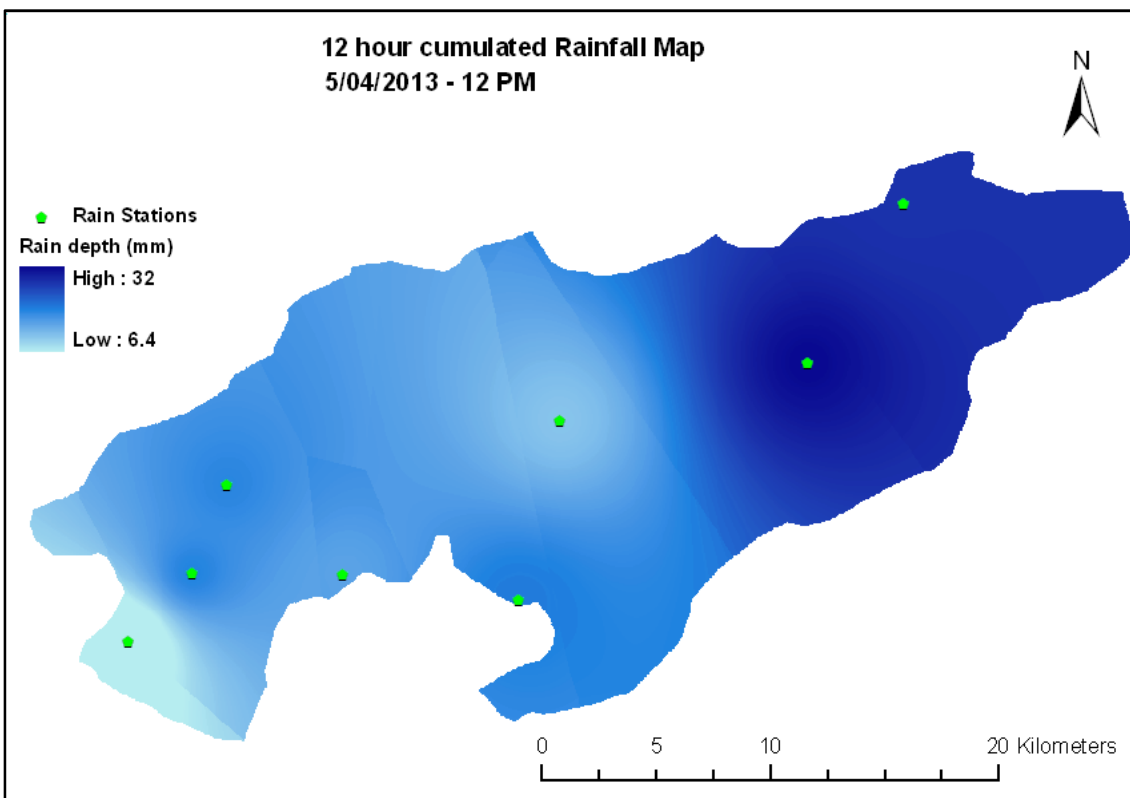 12 hour cumulated Rainfall Map
5/04/2013 - 12 PM
N
Rain Stations
Rain depth (mm)
High : 32
Low : 6.4
0 5 10 20 Kilometers